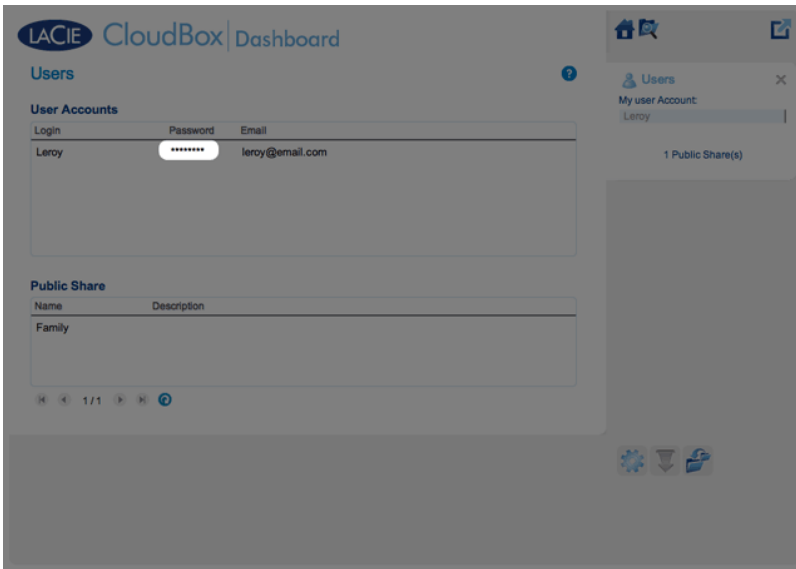 LACIE CloudBox Dashboard
Users
User Accounts
Login Password Email
Leroy ******** leroy@email.com
Public Share
Name Description
Family
1 / 1
Users
My user Account:
Leroy
1 Public Share(s)